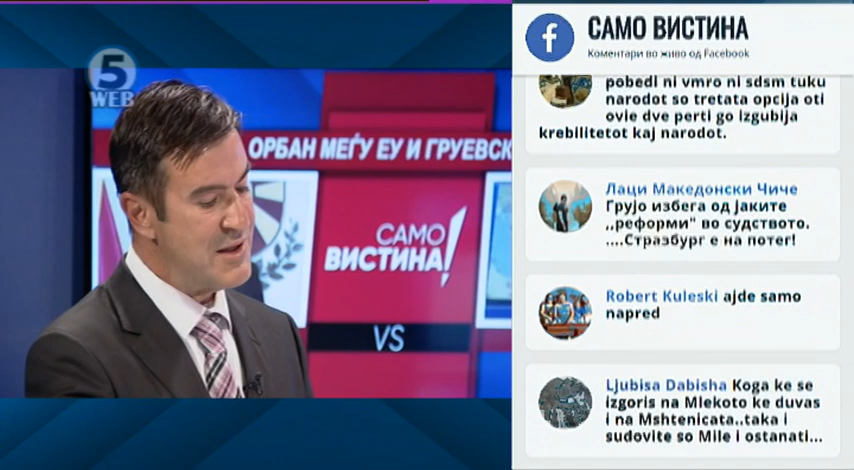 5
WEB
ОРБАН МЕЃУ ЕУ И ГРУЕВСК
САМО
ВИСТИНА!
VS
f
САМО ВИСТИНА
Коментари во живо од Facebook
pobedi ni vmro ni sdsm tuku
narodot so tretata opcija oti
ovie dve perti go izgubija
krebilitetot kaj narodot.
Лаци Македонски Чиче
Грујо избега од јаките
,,реформи" во судството.
....Стразбург е на потег!
Robert Kuleski ajde samo
napred
Ljubisa Dabisha Koga ke se
izgoris na Mlekoto ke duvas
i na Mshtenicata..taka i
sudovite so Mile i ostanati...